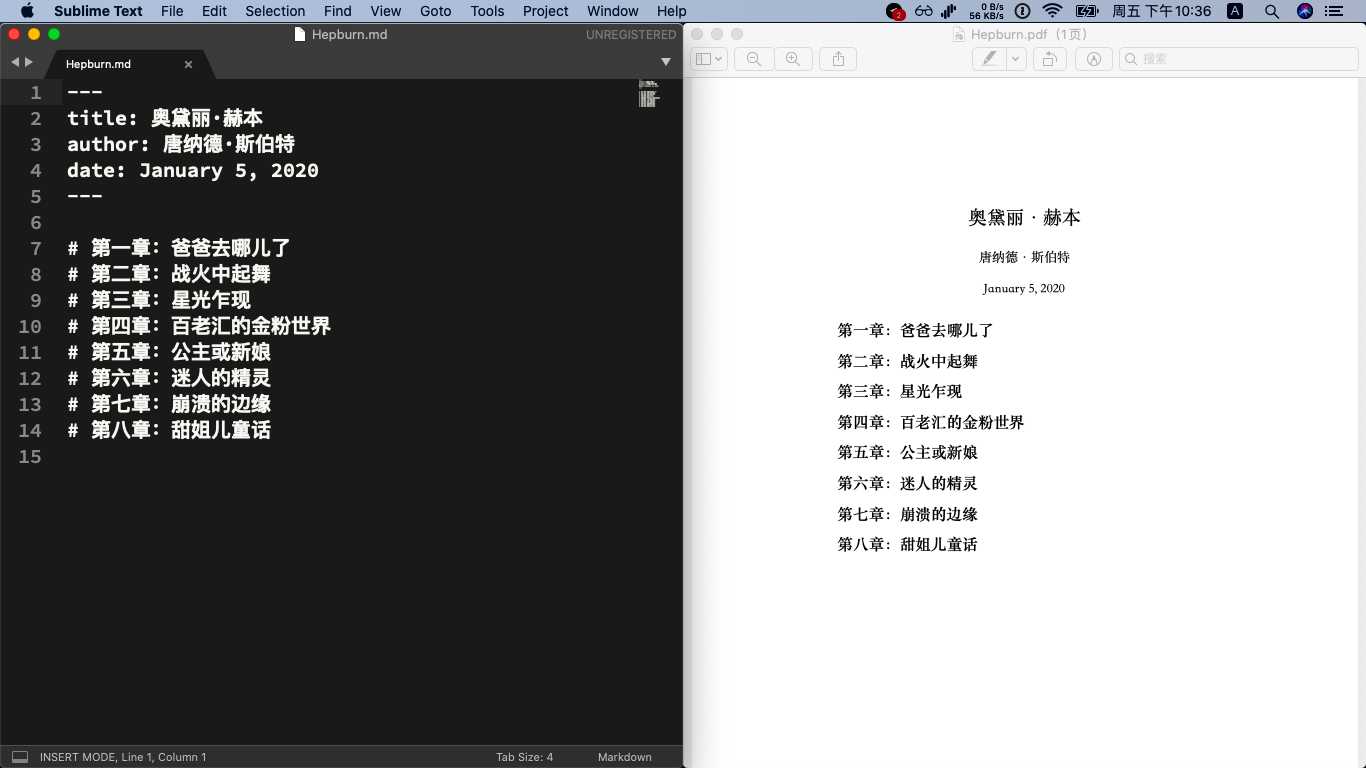 Sublime Text File Edit Selection Find View Goto Tools Project Window Help 2 0 B/s 56 KB/s 周五 下午10:36 A
Hepburn.md UNREGISTERED
Hepburn.md ×
1 ---
2 title: 奥黛丽·赫本
3 author: 唐纳德·斯伯特
4 date: January 5, 2020
5 ---
6
7 # 第一章：爸爸去哪儿了
8 # 第二章：战火中起舞
9 # 第三章：星光乍现
10 # 第四章：百老汇的金粉世界
11 # 第五章：公主或新娘
12 # 第六章：迷人的精灵
13 # 第七章：崩溃的边缘
14 # 第八章：甜姐儿童话
15
INSERT MODE, Line 1, Column 1 Tab Size: 4 Markdown
Hepburn.pdf（1页）
搜索
奥黛丽 · 赫本
唐纳德 · 斯伯特
January 5, 2020
第一章：爸爸去哪儿了
第二章：战火中起舞
第三章：星光乍现
第四章：百老汇的金粉世界
第五章：公主或新娘
第六章：迷人的精灵
第七章：崩溃的边缘
第八章：甜姐儿童话